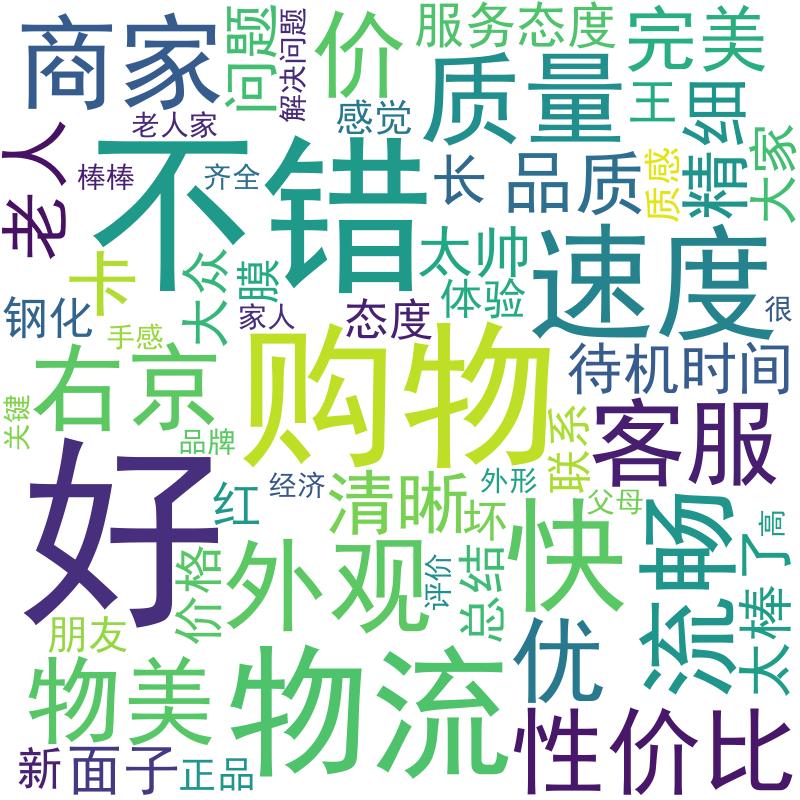 商家
问题
解决问题
价
服务态度
完美
老人家
感觉
质量
王
精细
大家
老人
棒棒
不错
齐全
长
品质
质感
卡
大众
膜
太帅
速度
体验
钢化
手感
家人
态度
很
右京
购物
待机时间
关键
品牌
客服
联系
好
红
经济
清晰
外形
坏
父母
快
流畅
高
价格
外观
评价
总结
太棒了
朋友
物美
物流
优
性价比
新
面子
正品